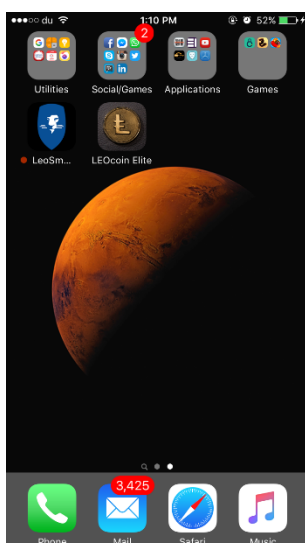 du 1:10 PM 52%
2
Utilities Social/Games Applications Games
LeoSm... LEOcoin Elite
3,425
Phone Mail Safari Music